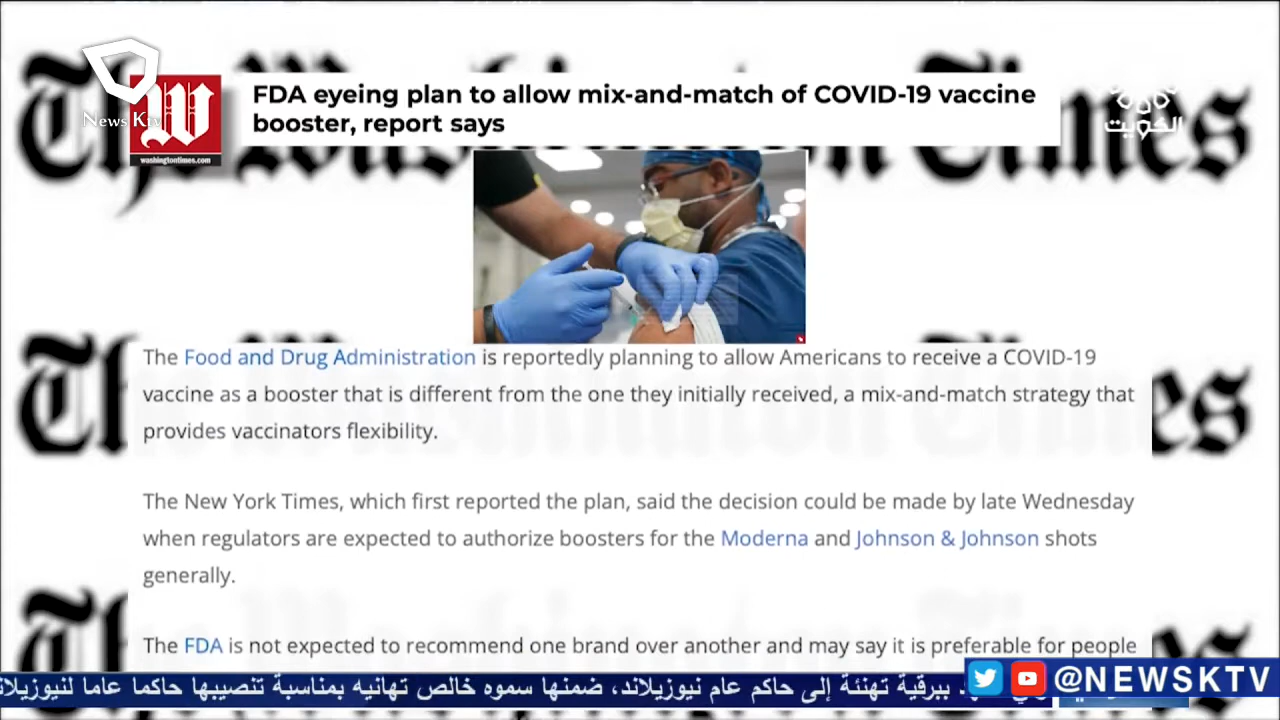 FDA eyeing plan to allow mix-and-match of COVID-19 vaccine
booster, report says
News Ktv
W
washingtontimes.com
الكويت
The Washington Times
The Food and Drug Administration is reportedly planning to allow Americans to receive a COVID-19
vaccine as a booster that is different from the one they initially received, a mix-and-match strategy that
provides vaccinators flexibility.
The New York Times, which first reported the plan, said the decision could be made by late Wednesday
when regulators are expected to authorize boosters for the Moderna and Johnson & Johnson shots
generally.
The FDA is not expected to recommend one brand over another and may say it is preferable for people
ببرقية تهنئة إلى حاكم عام نيوزيلاند، ضمنها سموه خالص تهانيه بمناسبة تنصيبها حاكما عاما
@NEWSKTV